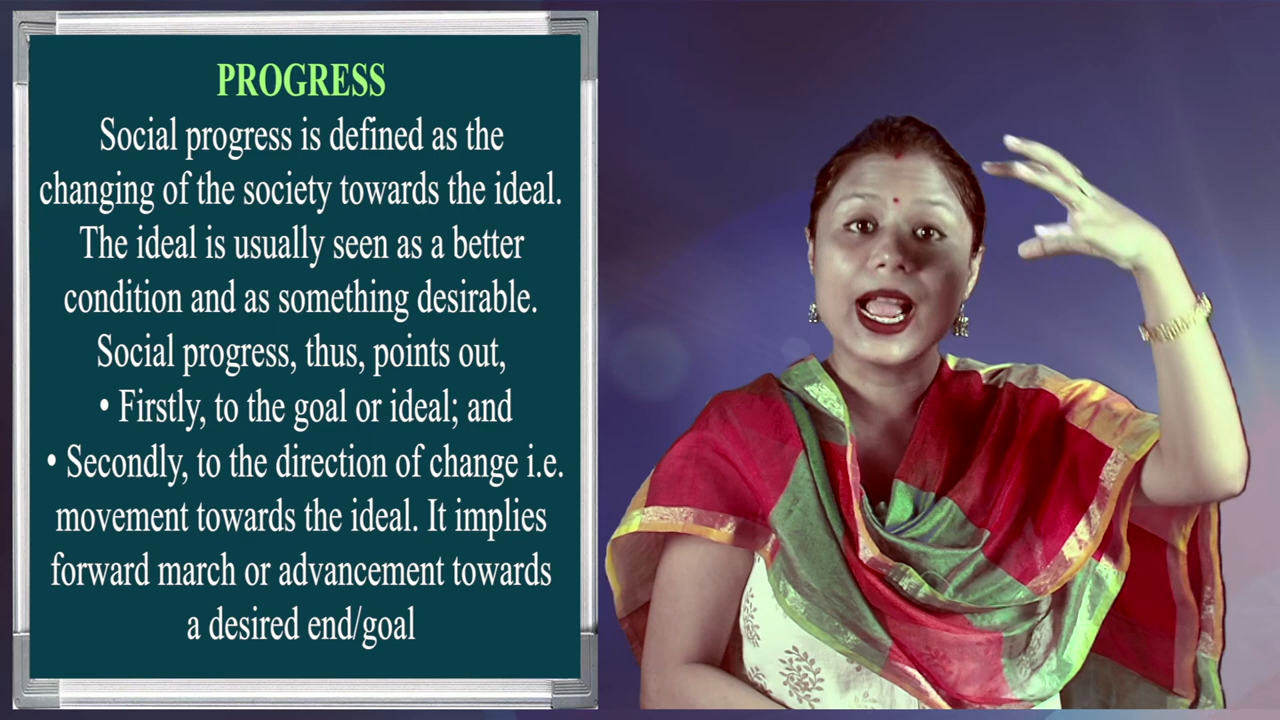 PROGRESS
Social progress is defined as the
changing of the society towards the ideal.
The ideal is usually seen as a better
condition and as something desirable.
Social progress, thus, points out,
• Firstly, to the goal or ideal; and
• Secondly, to the direction of change i.e.
movement towards the ideal. It implies
forward march or advancement towards
a desired end/goal